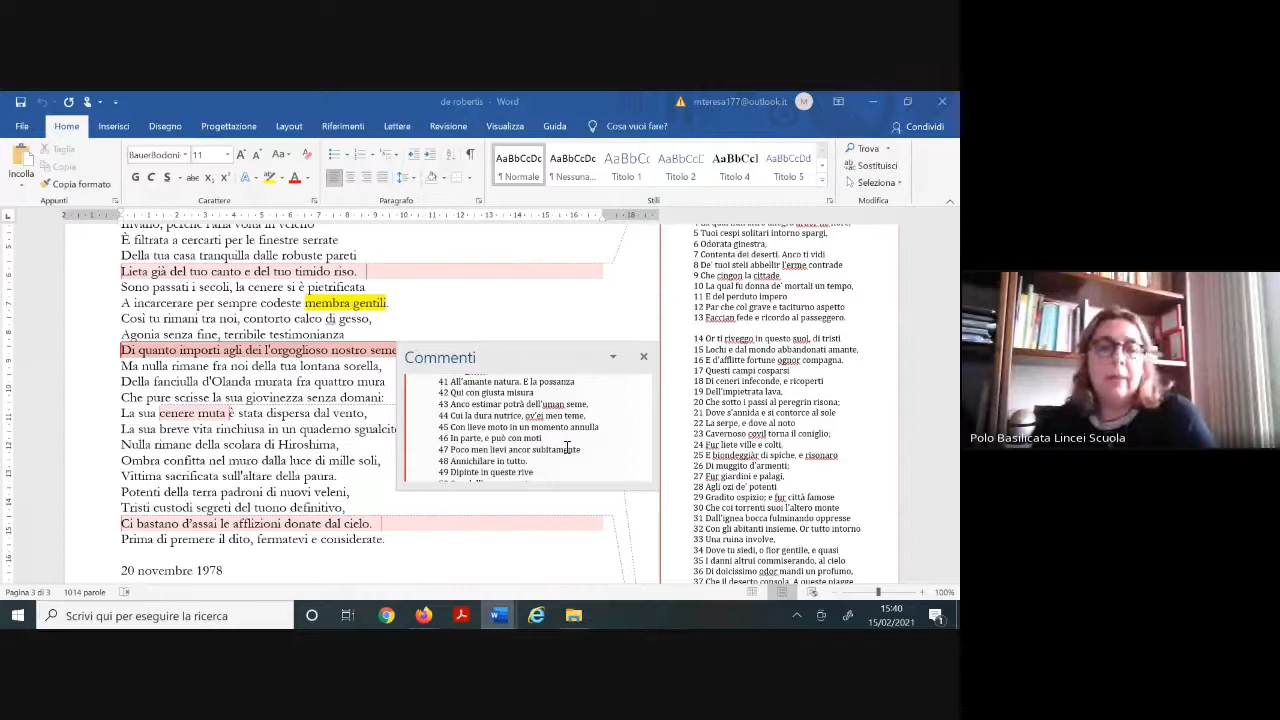 de robertis - Word
mteresa177@outlook.it
M
File
Home
Inserisci
Disegno
Progettazione
Layout
Riferimenti
Lettere
Revisione
Visualizza
Guida
Cosa vuoi fare?
Condividi
Incolla
Taglia
Copia
Copia formato
BauerBodoni
11
AaBbCcDc
¶ Normale
AaBbCcDc
¶ Nessuna...
AaBbC
Titolo 1
AaBbCcI
Titolo 2
AaBbCcI
Titolo 4
AaBbCcDd
Titolo 5
Trova
Sostituisci
Seleziona
Appunti
Carattere
Paragrafo
Stili
Modifica
Invano, perché l'aria volta in veleno
È filtrata a cercarti per le finestre serrate
Della tua casa tranquilla dalle robuste pareti
Lieta già del tuo canto e del tuo timido riso.
Sono passati i secoli, la cenere si è pietrificata
A incarcerare per sempre codeste membra gentili.
Così tu rimani tra noi, contorto calco di gesso,
Agonia senza fine, terribile testimonianza
Di quanto importi agli dei l'orgoglioso nostro seme
Ma nulla rimane fra noi della tua lontana sorella,
Della fanciulla d'Olanda murata fra quattro mura
Che pure scrisse la sua giovinezza senza domani:
La sua cenere muta è stata dispersa dal vento,
La sua breve vita rinchiusa in un quaderno sgualcito
Nulla rimane della scolara di Hiroshima,
Ombra confitta nel muro dalla luce di mille soli,
Vittima sacrificata sull'altare della paura.
Potenti della terra padroni di nuovi veleni,
Tristi custodi segreti del tuono definitivo,
Ci bastano d'assai le afflizioni donate dal cielo.
Prima di premere il dito, fermatevi e considerate.
20 novembre 1978
Commenti
41 All'amante natura. E la possanza
42 Qui con giusta misura
43 Anco estimar potrà dell'uman seme,
44 Cui la dura nutrice, ov'ei men teme,
45 Con lieve moto in un momento annulla
46 In parte, e può con moti
47 Poco men lievi ancor subitamente
48 Annichilare in tutto.
49 Dipinte in queste rive
5 Tuoi cespi solitari intorno spargi,
6 Odorata ginestra,
7 Contenta dei deserti. Anco ti vidi
8 De' tuoi steli abbellir l'erme contrade
9 Che cingon la cittade
10 La qual fu donna de' mortali un tempo,
11 E del perduto impero
12 Par che col grave e taciturno aspetto
13 Faccian fede e ricordo al passeggero.
14 Or ti riveggo in questo suol, di tristi
15 Lochi e dal mondo abbandonati amante,
16 E d'afflitte fortune ognor compagna.
17 Questi campi cosparsi
18 Di ceneri infeconde, e ricoperti
19 Dell'impietrata lava,
20 Che sotto i passi al peregrin risona;
21 Dove s'annida e si contorce al sole
22 La serpe, e dove al noto
23 Cavernoso covil torna il coniglio;
24 Fur liete ville e colti,
25 E biondeggiàr di spiche, e risonaro
26 Di muggito d'armenti;
27 Fur giardini e palagi,
28 Agli ozi de' potenti
29 Gradito ospizio; e fur città famose
30 Che coi torrenti suoi l'altero monte
31 Dall'ignea bocca fulminando oppresse
32 Con gli abitanti insieme. Or tutto intorno
33 Una ruina involve,
34 Dove tu siedi, o fior gentile, e quasi
35 I danni altrui commiserando, al cielo
36 Di dolcissimo odor mandi un profumo,
37 Che il deserto consola. A queste piagge
Pagina 3 di 3
1014 parole
100%
Scrivi qui per eseguire la ricerca
15:40
15/02/2021
1
Polo Basilicata Lincei Scuola